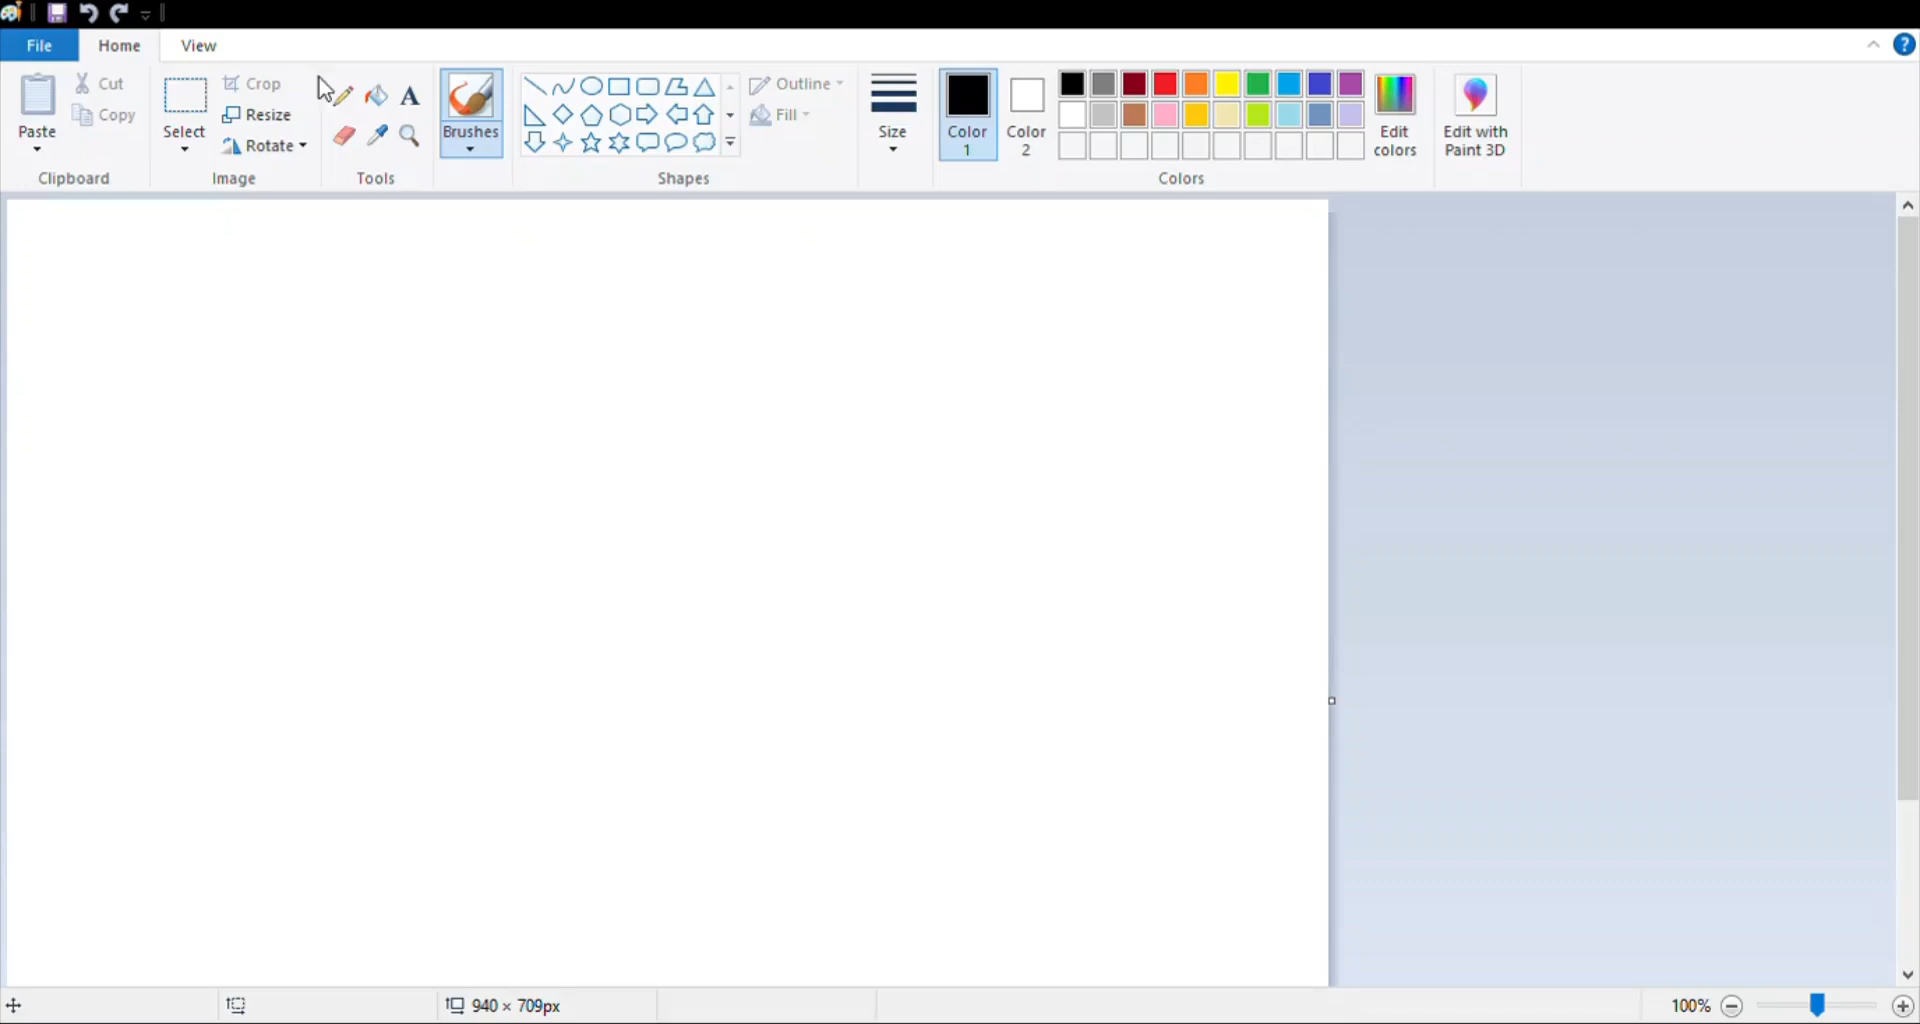 File Home View
Paste Cut Copy Clipboard
Select Crop Resize Rotate Image
A Tools
Brushes
Outline Fill Shapes
Size
Color 1 Color 2 Edit colors Colors
Edit with Paint 3D
940 × 709px 100%